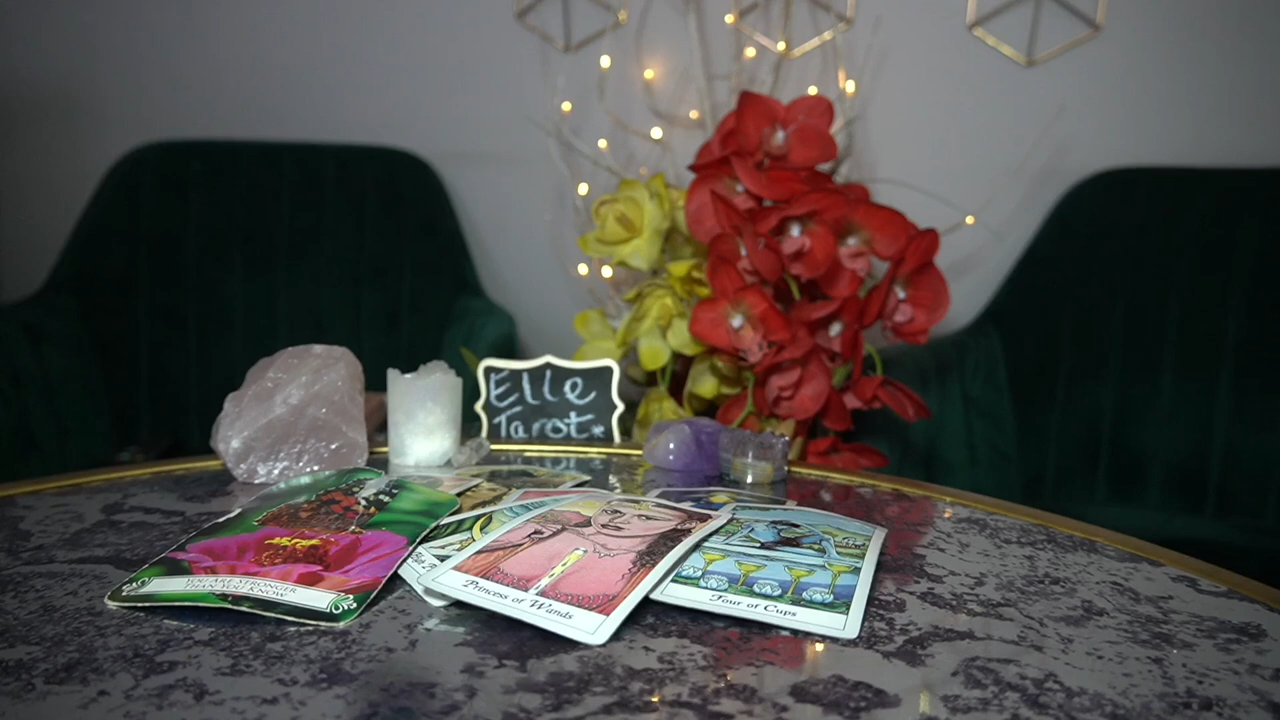 Elle
Tarot*
YOU ARE STRONGER
THAN YOU KNOW
Princess of Wands
Four of Cups